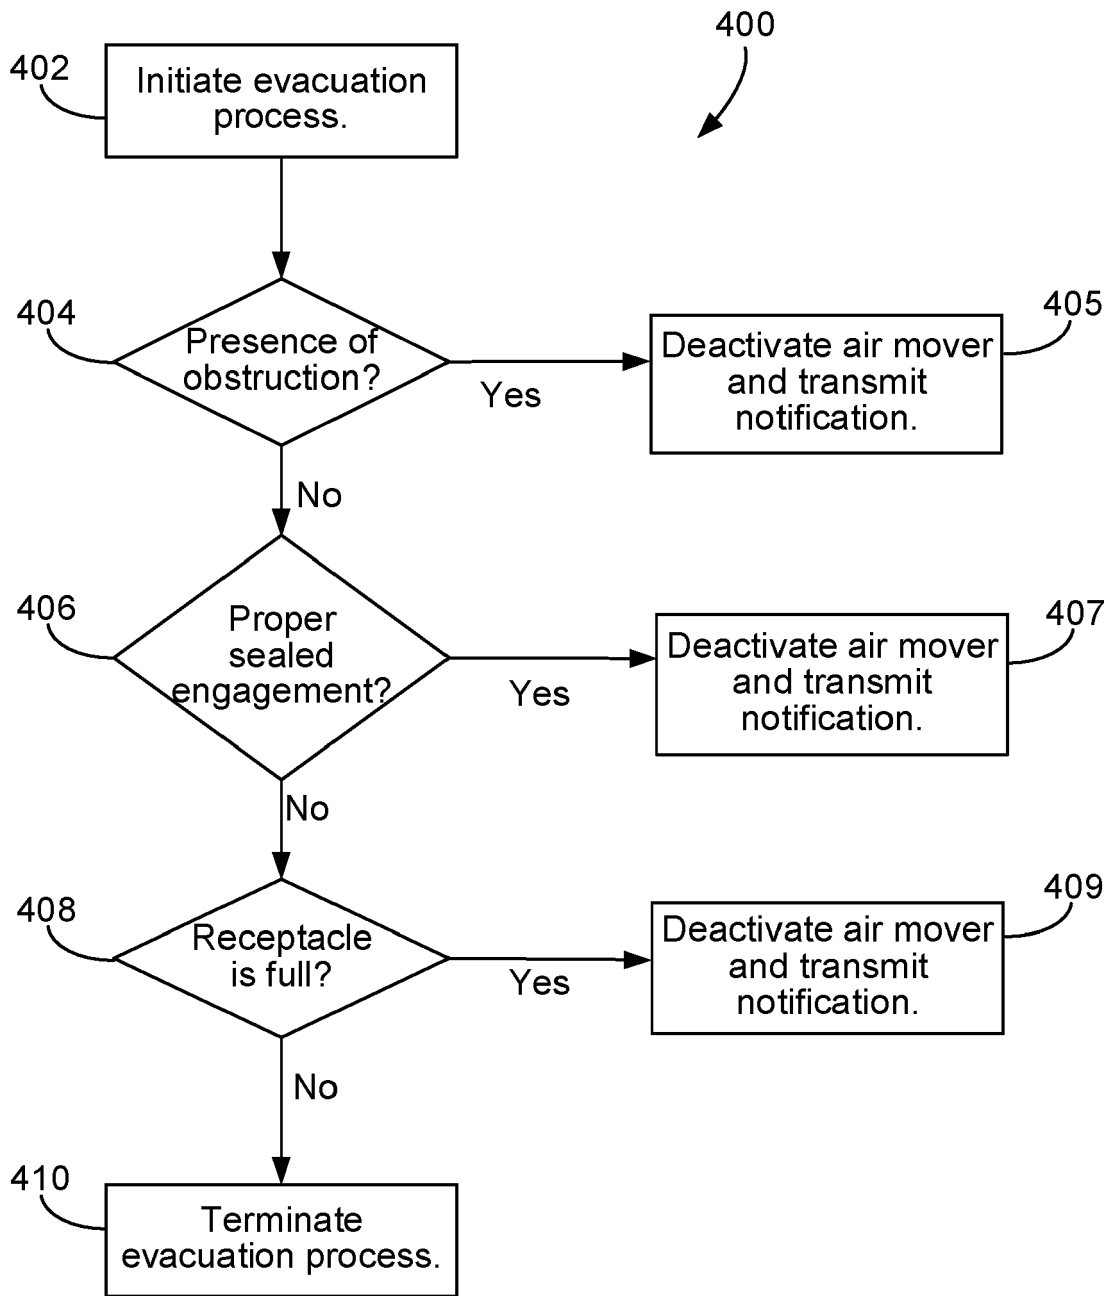 400
402
Initiate evacuation
process.
404
Presence of
obstruction?
Yes
405
Deactivate air mover
and transmit
notification.
No
406
Proper
sealed
engagement?
Yes
407
Deactivate air mover
and transmit
notification.
No
408
Receptacle
is full?
Yes
409
Deactivate air mover
and transmit
notification.
No
410
Terminate
evacuation process.